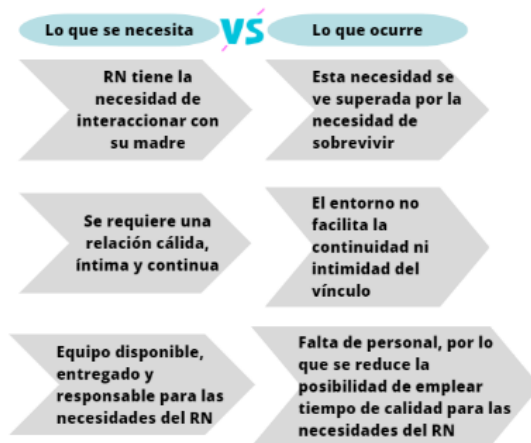 Lo que se necesita
VS
Lo que ocurre
RN tiene la
necesidad de
interaccionar con
su madre
Esta necesidad se
ve superada por la
necesidad de
sobrevivir
Se requiere una
relación cálida,
íntima y continua
El entorno no
facilita la
continuidad ni
intimidad del
vínculo
Equipo disponible,
entregado y
responsable para las
necesidades del RN
Falta de personal, por lo
que se reduce la
posibilidad de emplear
tiempo de calidad para las
necesidades del RN